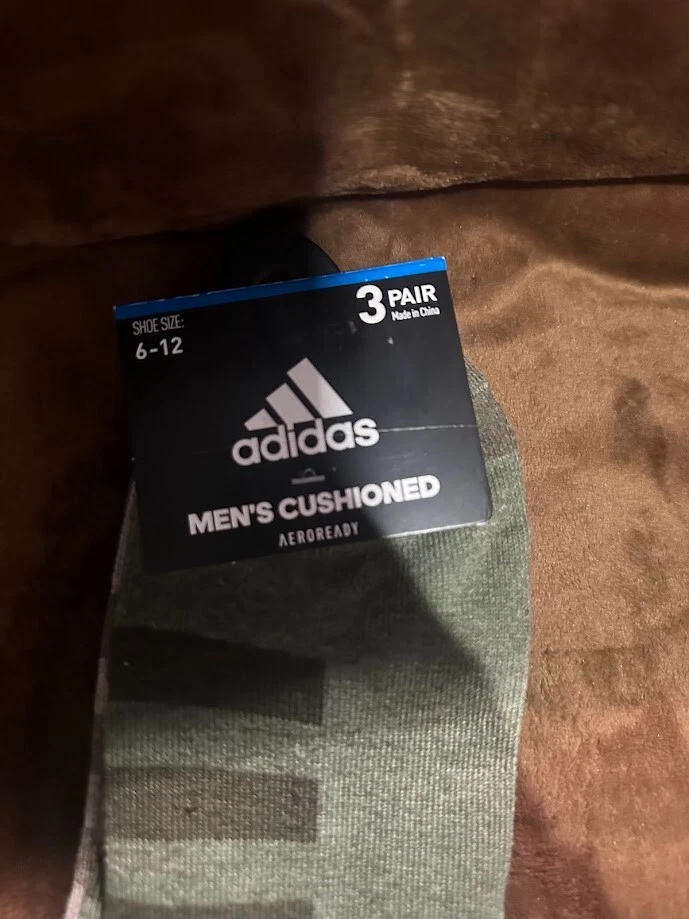 3 PAIR
Made in China
SHOE SIZE:
6-12
adidas
MEN'S CUSHIONED
AEROREADY